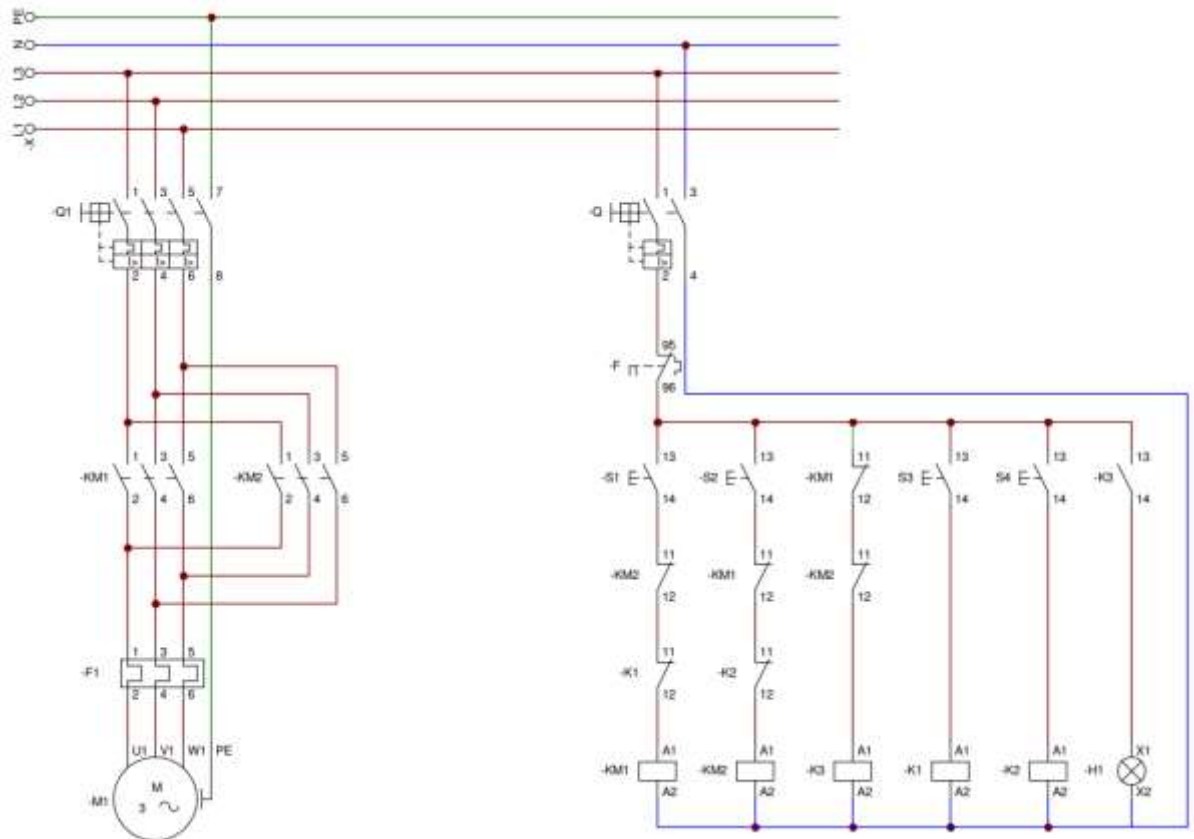 PE
N
L3
L2
L1
-X
1 3 5 7
-Q1
2 4 6 8
1 3
-Q
2 4
95
-F
96
1 3 5
-KM1
2 4 6
1 3 5
-KM2
2 4 6
13 13 11 13 13 13
-S1 -S2 -KM1 S3 S4 -K3
14 14 12 14 14 14
11 11 11
-KM2 -KM1 -KM2
12 12 12
11 11
-K1 -K2
12 12
1 3 5
-F1
2 4 6
U1 V1 W1 PE
-M1
M
3
A1 A1 A1 A1 A1 X1
-KM1 -KM2 -K3 -K1 -K2 -H1
A2 A2 A2 A2 A2 X2